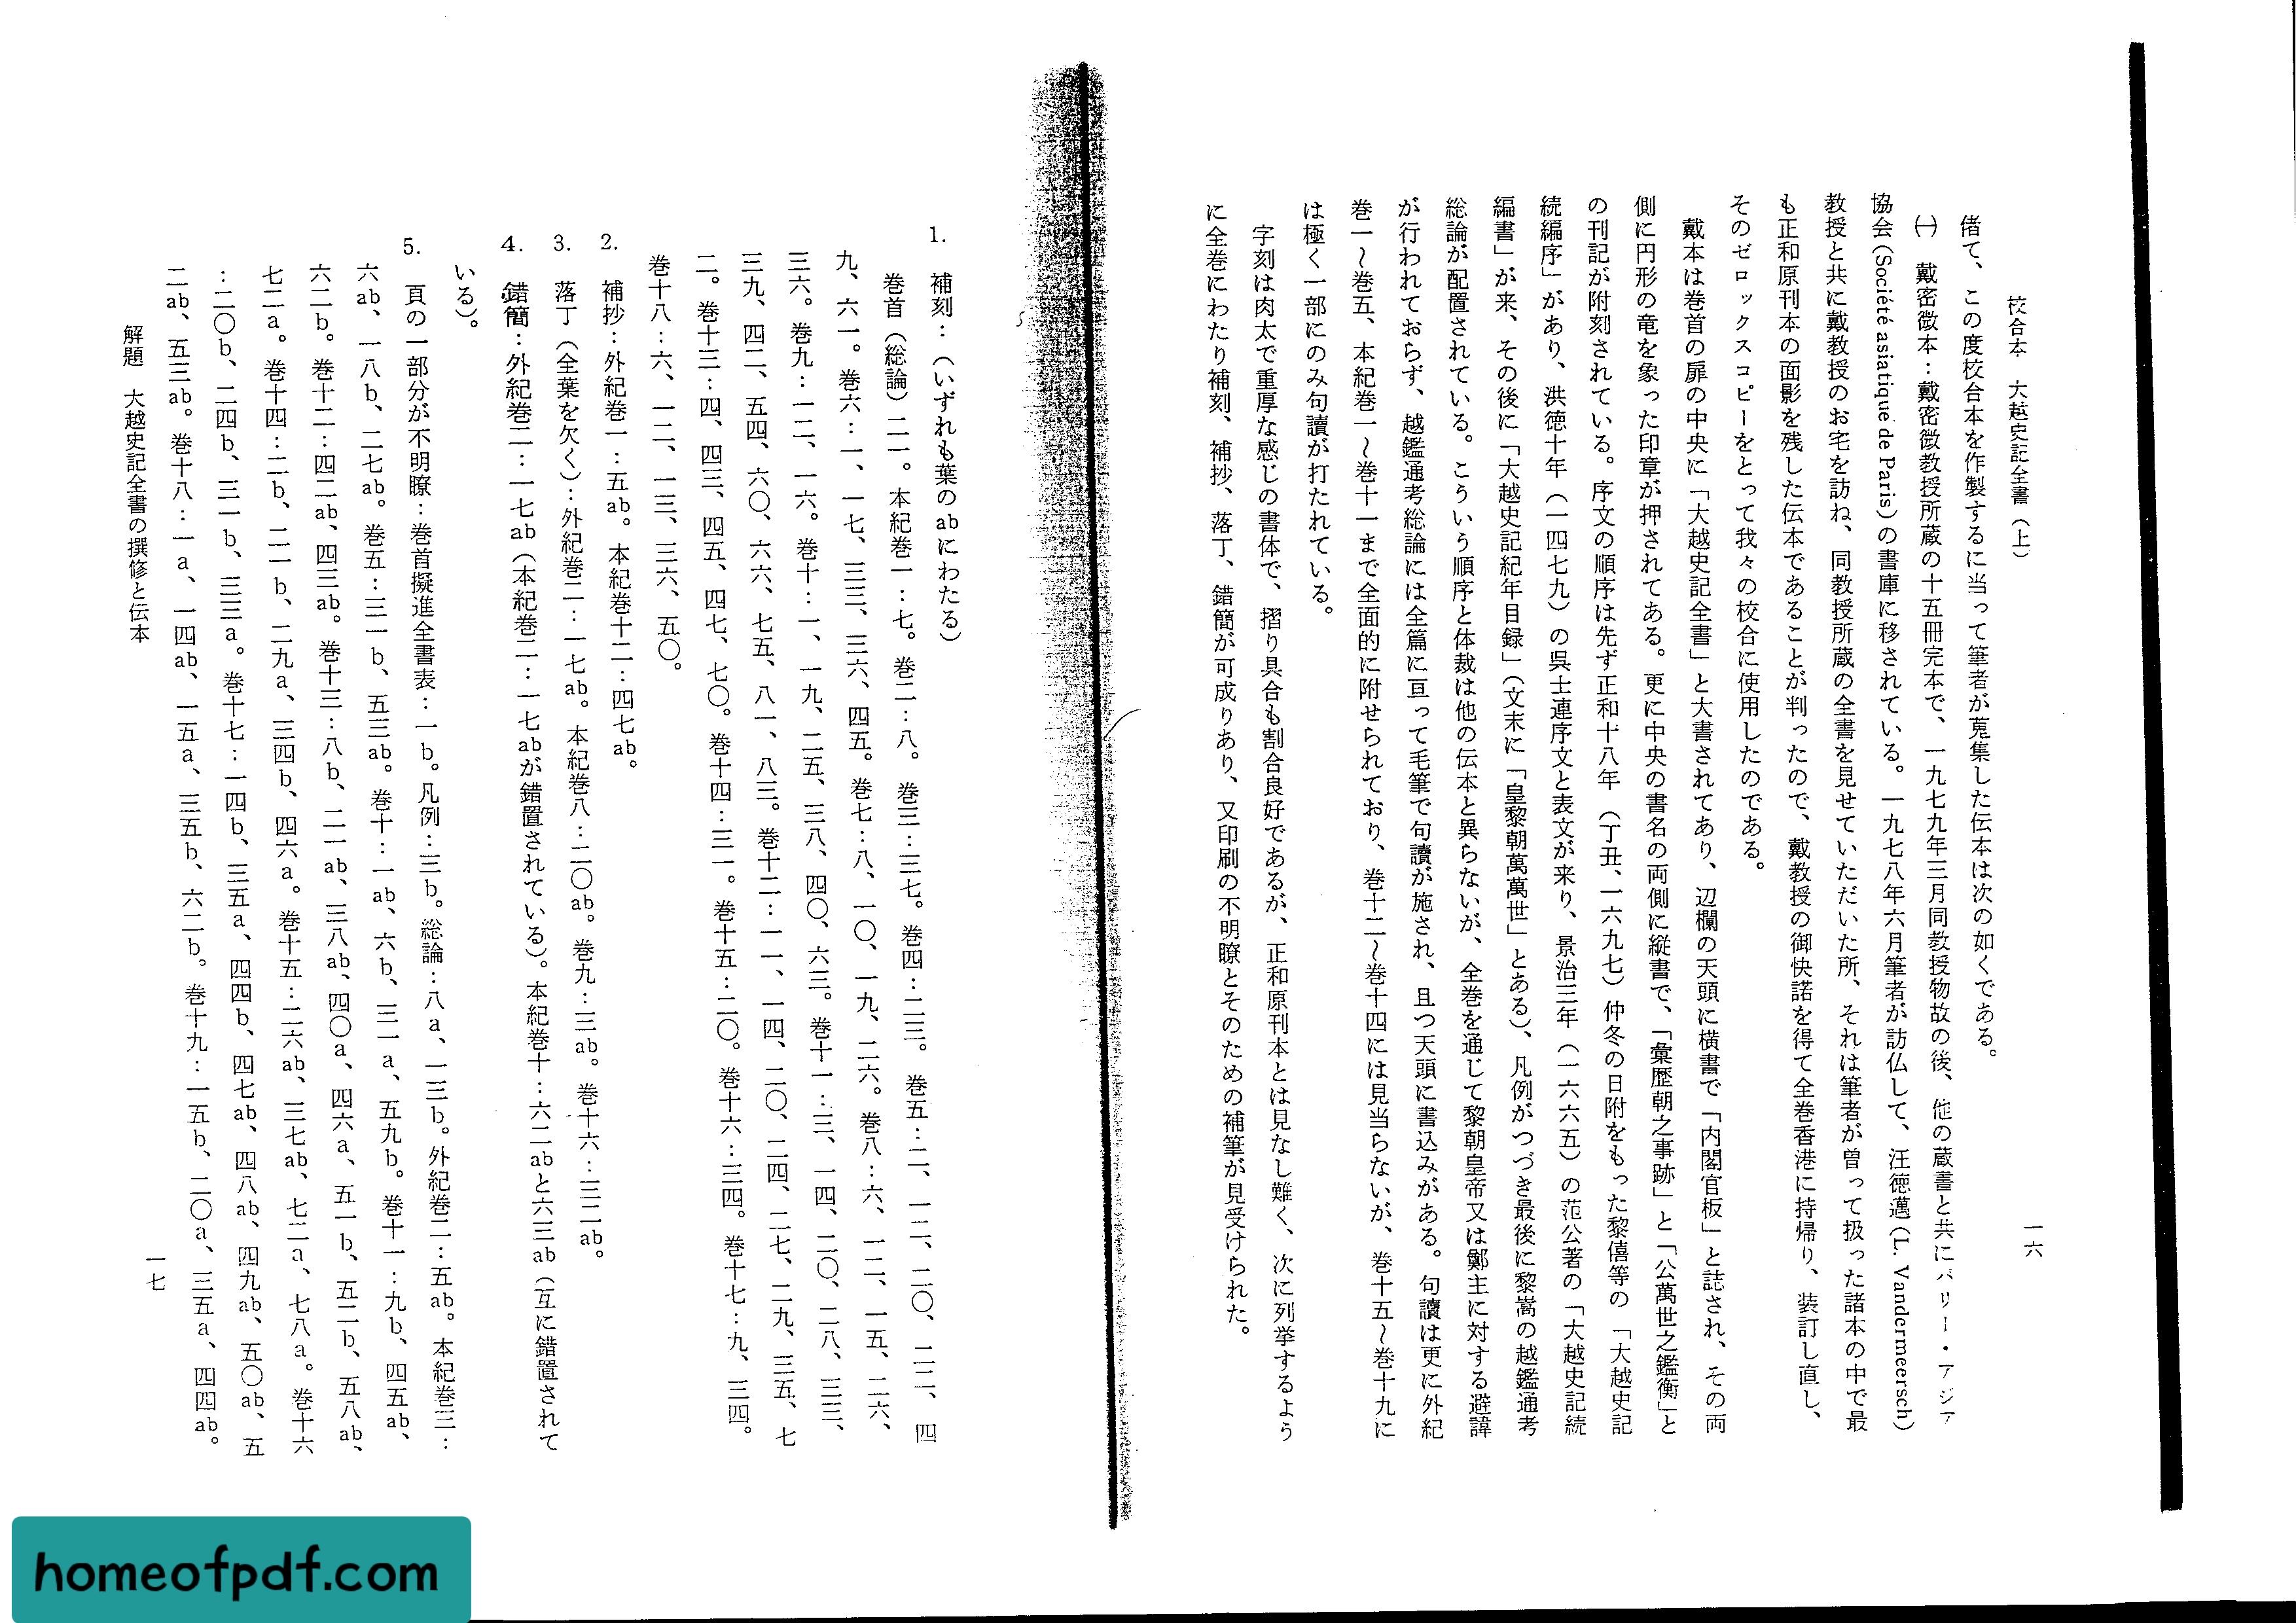 校合本　大越史記全書（上）
一六
偖て、この度校合本を作製するに当って筆者が蒐集した伝本は次の如くである。
㈠　戴密微本：戴密微教授所蔵の十五冊完本で、一九七九年三月同教授物故の後、他の蔵書と共にパリー・アジア
協会(Société asiatique de Paris)の書庫に移されている。一九七八年六月筆者が訪仏して、汪徳邁(L. Vandermeersch)
教授と共に戴教授のお宅を訪ね、同教授所蔵の全書を見せていただいた所、それは筆者が曽って扱った諸本の中で最
も正和原刊本の面影を残した伝本であることが判ったので、戴教授の御快諾を得て全巻香港に持帰り、装訂し直し、
そのゼロックスコピーをとって我々の校合に使用したのである。
戴本は巻首の扉の中央に「大越史記全書」と大書されてあり、辺欄の天頭に横書で「内閣官板」と誌され、その両
側に円形の竜を象った印章が押されてある。更に中央の書名の両側に縦書で、「彙歴朝之事跡」と「公萬世之鑑衡」と
の刊記が附刻されている。序文の順序は先ず正和十八年（丁丑、一六九七）仲冬の日附をもった黎僖等の「大越史記
続編序」があり、洪徳十年（一四七九）の呉士連序文と表文が来り、景治三年（一六六五）の范公著の「大越史記続
編書」が来、その後に「大越史記紀年目録」（文末に「皇黎朝萬萬世」とある）、凡例がつづき最後に黎嵩の越鑑通考
総論が配置されている。こういう順序と体裁は他の伝本と異らないが、全巻を通じて黎朝皇帝又は鄭主に対する避諱
が行われておらず、越鑑通考総論には全篇に亘って毛筆で句讀が施され、且つ天頭に書込みがある。句讀は更に外紀
巻一～巻五、本紀巻一～巻十一まで全面的に附せられており、巻十二～巻十四には見当らないが、巻十五～巻十九に
は極く一部にのみ句讀が打たれている。
字刻は肉太で重厚な感じの書体で、摺り具合も割合良好であるが、正和原刊本とは見なし難く、次に列挙するよう
に全巻にわたり補刻、補抄、落丁、錯簡が可成りあり、又印刷の不明瞭とそのための補筆が見受けられた。
1.　補刻：（いずれも葉のabにわたる）
巻首（総論）二一。本紀巻一：七。巻二：八。巻三：三七。巻四：二三。巻五：二、一二、二〇、二二、四
九、六一。巻六：一、一七、三三、三六、四五。巻七：八、一〇、一九、二六。巻八：六、一二、一五、二六、
三六。巻九：一二、一六。巻十：一、一九、二五、三八、四〇、六三。巻十一：三、一四、二〇、二八、三三、
三九、四二、五四、六〇、六六、七五、八一、八三。巻十二：一一、一四、二〇、二四、二七、二九、三五、七
二。巻十三：四、四三、四五、四七、七〇。巻十四：三一。巻十五：二〇。巻十六：三四。巻十七：九、三四。
巻十八：六、一二、一三、三六、五〇。
2.　補抄：外紀巻一：五ab。本紀巻十二：四七ab。
3.　落丁（全葉を欠く）：外紀巻二：一七ab。本紀巻八：二〇ab。巻九：三ab。巻十六：三二ab。
4.　錯簡：外紀巻二：一七ab（本紀巻二：一七abが錯置されている）。本紀巻十：六二abと六三ab（互に錯置されて
いる）。
5.　頁の一部分が不明瞭：巻首擬進全書表：一b。凡例：三b。総論：八a、一三b。外紀巻二：五ab。本紀巻三：
六ab、一八b、二七ab。巻五：三一b、五三ab。巻十：一ab、六b、三一a、五九b。巻十一：九b、四五ab、
六二b。巻十二：四二ab、四三ab。巻十三：八b、二一ab、三八ab、四〇a、四六a、五一b、五二b、五八ab、
七二a。巻十四：二b、二一b、二九a、三四b、四六a。巻十五：二六ab、三七ab、七二a、七八a。巻十六
：二〇b、二四b、三一b、三三a。巻十七：一四b、三五a、四四b、四七ab、四八ab、四九ab、五〇ab、五
二ab、五三ab。巻十八：一a、一四ab、一五a、三五b、六二b。巻十九：一五b、二〇a、三五a、四四ab。
解題　大越史記全書の撰修と伝本
一七
homeofpdf.com